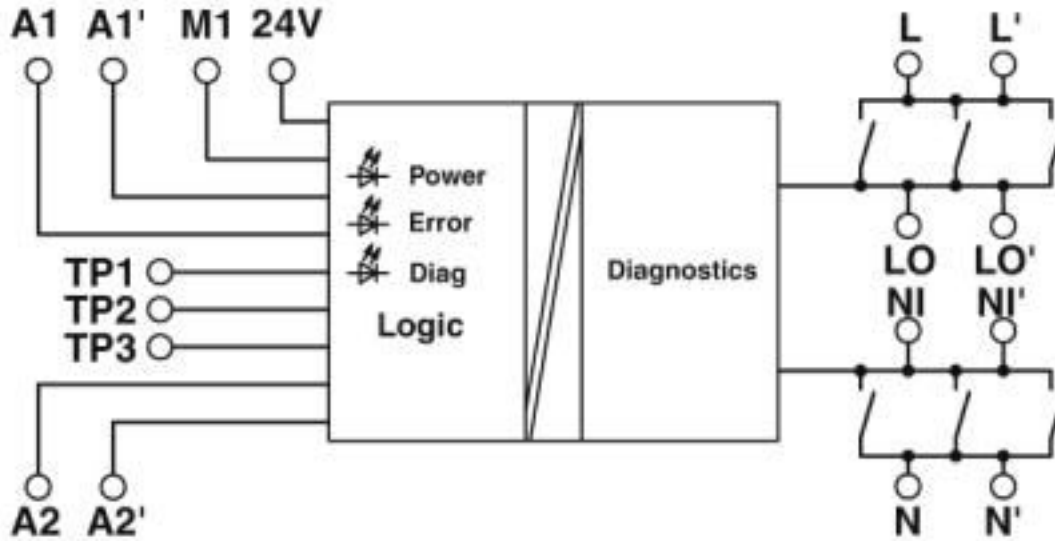 A1 A1' M1 24V
L L'
Power
Error
Diag
Logic
TP1
TP2
TP3
Diagnostics
LO LO'
NI NI'
A2 A2'
N N'